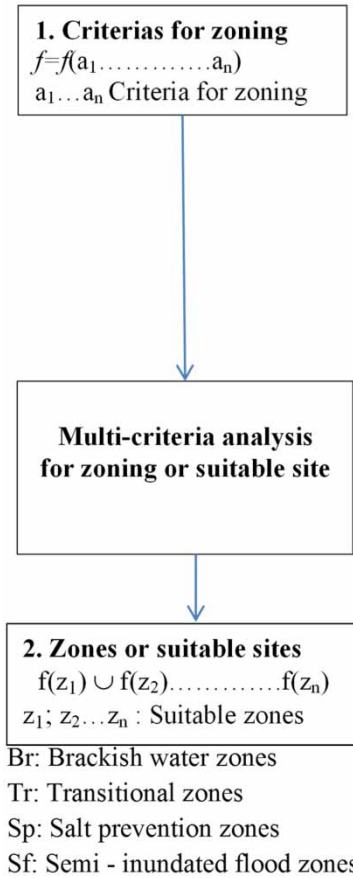 1. Criterias for zoning
f=f(a₁.............aₙ)
a₁...aₙ Criteria for zoning
Multi-criteria analysis
for zoning or suitable site
2. Zones or suitable sites
f(z₁) ∪ f(z₂).............f(zₙ)
z₁; z₂...zₙ : Suitable zones
Br: Brackish water zones
Tr: Transitional zones
Sp: Salt prevention zones
Sf: Semi - inundated flood zones